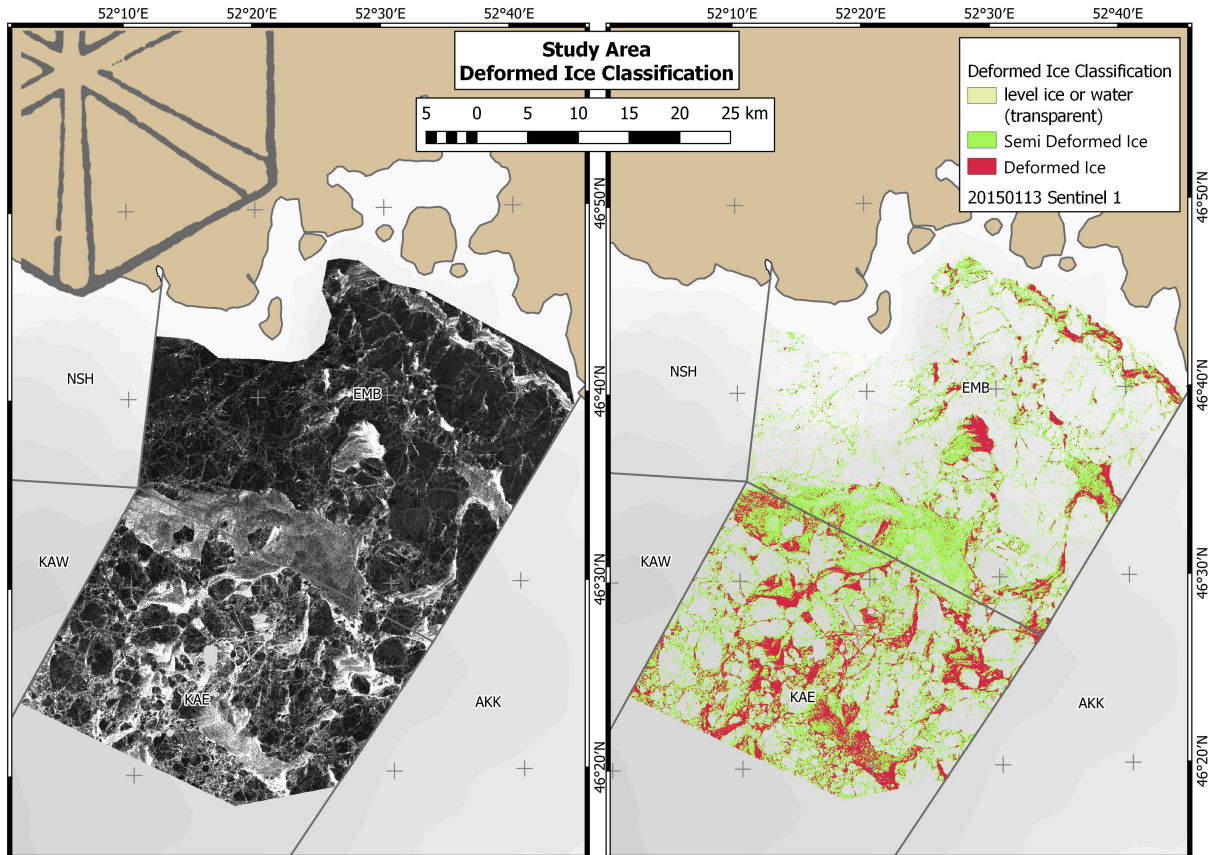 52°10'E 52°20'E 52°30'E 52°40'E 52°10'E 52°20'E 52°30'E 52°40'E
Study Area
Deformed Ice Classification
5 0 5 10 15 20 25 km
Deformed Ice Classification
level ice or water
(transparent)
Semi Deformed Ice
Deformed Ice
20150113 Sentinel 1
46°50'N
46°40'N
46°30'N
46°20'N
NSH
EMB
KAW
KAE
AKK
NSH
EMB
KAW
KAE
AKK
46°50'N
46°40'N
46°30'N
46°20'N